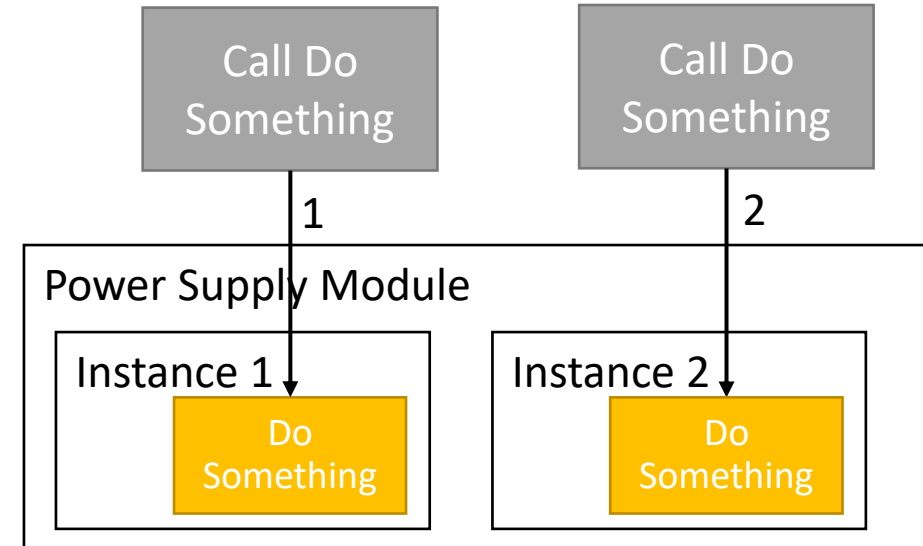 Call Do
Something
Call Do
Something
1
2
Power Supply Module
Instance 1
Instance 2
Do
Something
Do
Something